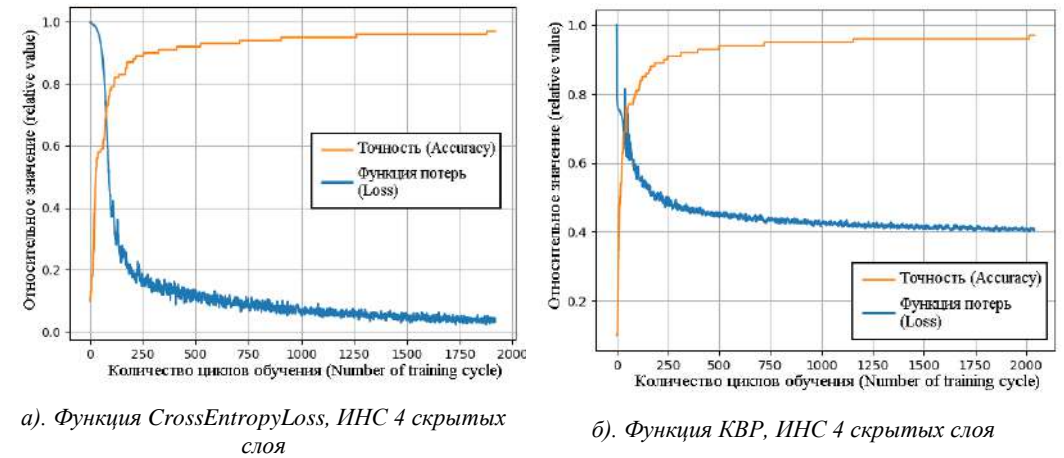 а)
1.0
0.8
0.6
0.4
0.2
0.0
Относительное значение (relative value)
Точность (Accuracy)
Функция потерь
(Loss)
0 250 500 750 1000 1250 1500 1750 2000
Количество циклов обучения (Number of training cycle)
а). Функция CrossEntropyLoss, ИНС 4 скрытых
слоя
б)
1.0
0.8
0.6
0.4
0.2
Относительное значение (relative value)
Точность (Accuracy)
Функция потерь
(Loss)
0 250 500 750 1000 1250 1500 1750 2000
Количество циклов обучения (Number of training cycle)
б). Функция КВР, ИНС 4 скрытых слоя